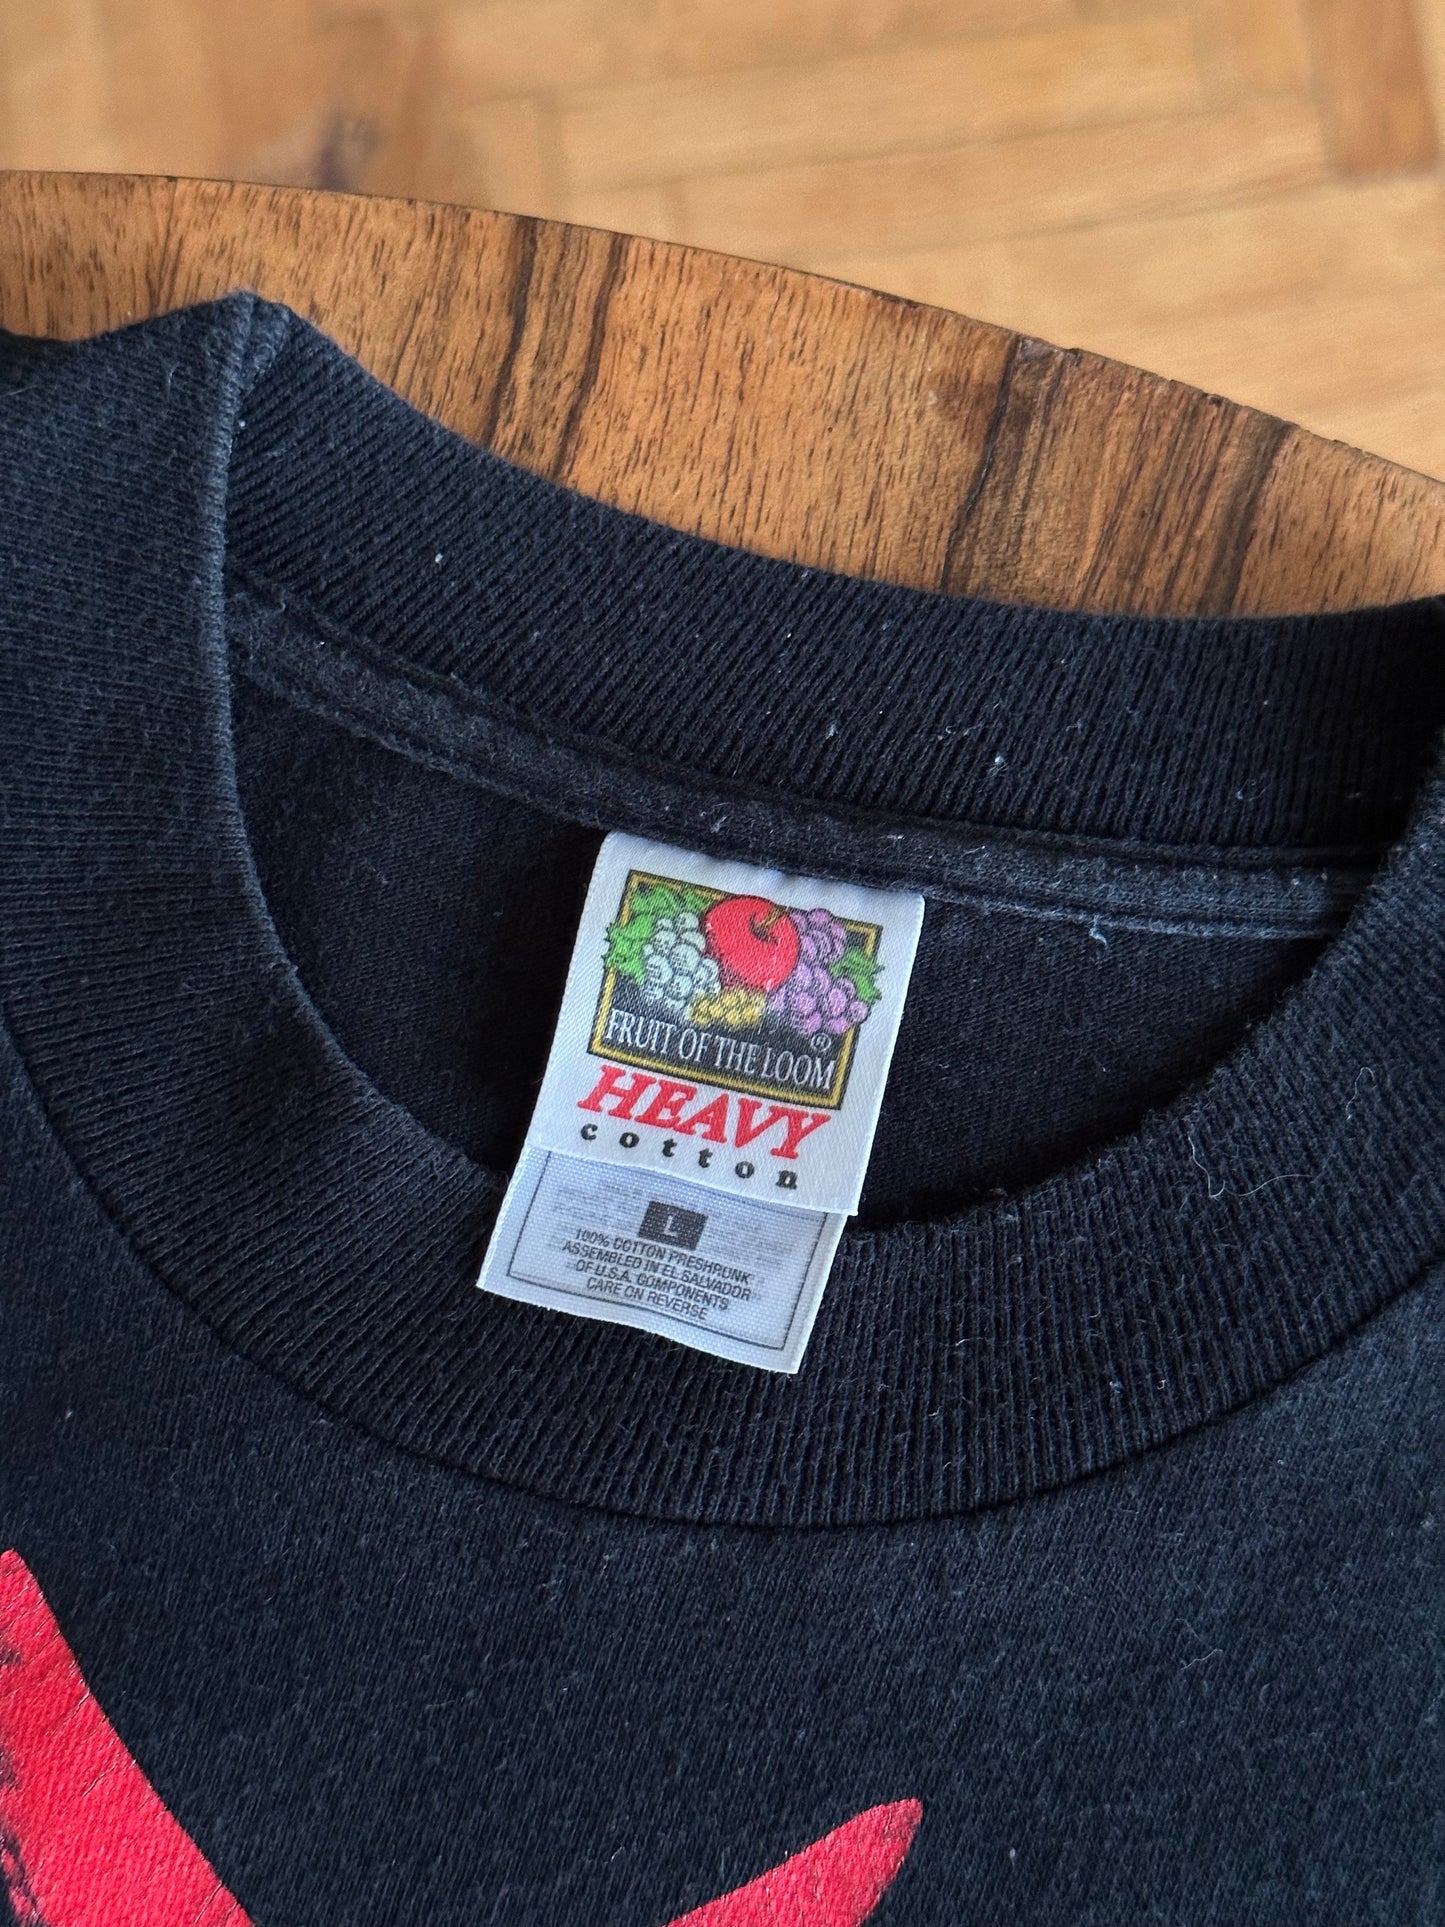 FRUIT OF THE LOOM®
HEAVY
cotton
L
100% COTTON PRESHRUNK
ASSEMBLED IN EL SALVADOR
OF U.S.A. COMPONENTS
CARE ON REVERSE